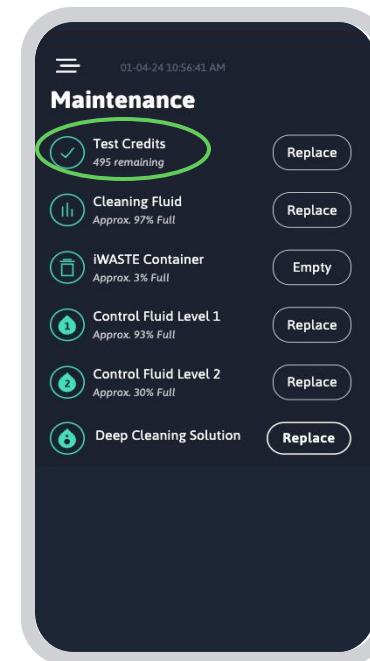 01-04-24 10:56:41 AM
Maintenance
Test Credits
495 remaining
Replace
Cleaning Fluid
Approx. 97% Full
Replace
iWASTE Container
Approx. 3% Full
Empty
1
Control Fluid Level 1
Approx. 93% Full
Replace
2
Control Fluid Level 2
Approx. 30% Full
Replace
Deep Cleaning Solution
Replace